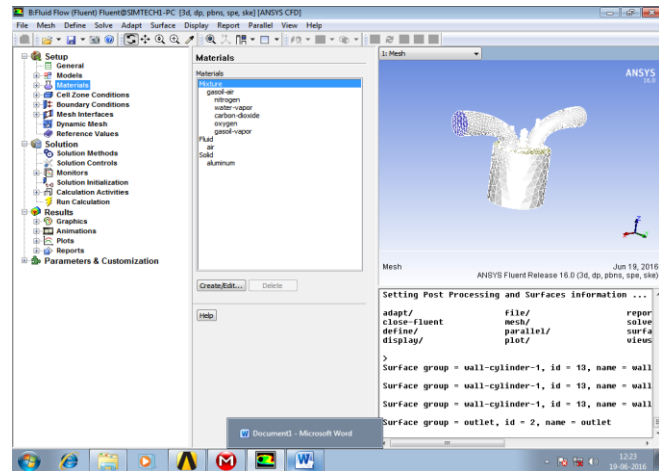 B:Fluid Flow (Fluent) Fluent@SIMTECH1-PC [3d, dp, pbns, spe, ske] [ANSYS CFD]
File Mesh Define Solve Adapt Surface Display Report Parallel View Help
Setup
General
Models
Materials
Cell Zone Conditions
Boundary Conditions
Mesh Interfaces
Dynamic Mesh
Reference Values
Solution
Solution Methods
Solution Controls
Monitors
Solution Initialization
Calculation Activities
Run Calculation
Results
Graphics
Animations
Plots
Reports
Parameters & Customization
Materials
Materials
Mixture
gasoil-air
nitrogen
water-vapor
carbon-dioxide
oxygen
gasoil-vapor
Fluid
air
Solid
aluminum
Create/Edit... Delete
Help
1: Mesh
ANSYS
16.0
Mesh Jun 19, 2016
ANSYS Fluent Release 16.0 (3d, dp, pbns, spe, ske)
Setting Post Processing and Surfaces information ...
adapt/ file/ repor
close-fluent mesh/ solve
define/ parallel/ surfa
display/ plot/ views
>
Surface group = wall-cylinder-1, id = 13, name = wall
Surface group = wall-cylinder-1, id = 13, name = wall
Surface group = wall-cylinder-1, id = 13, name = wall
Surface group = outlet, id = 2, name = outlet
Document1 - Microsoft Word
12:23
19-06-2016